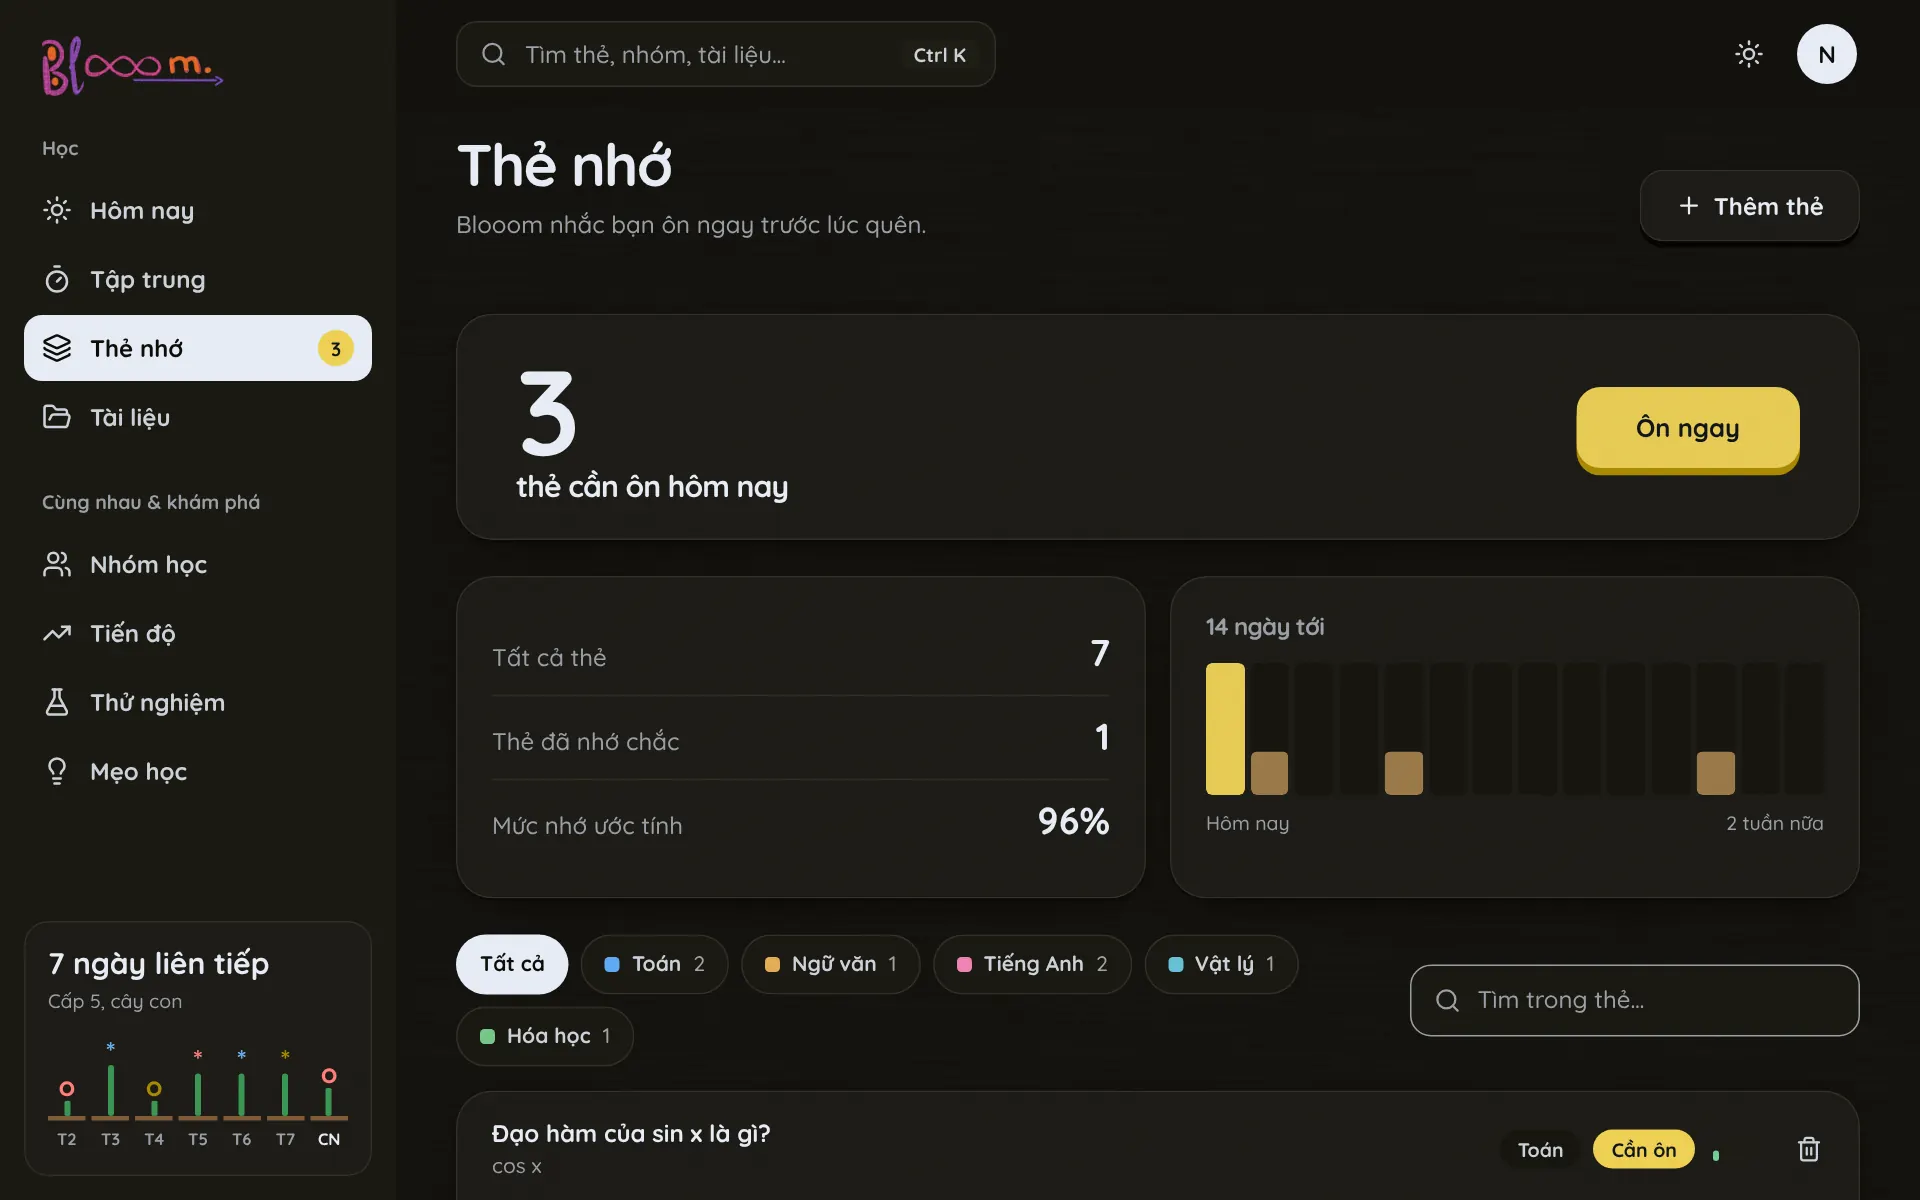 Blooom.
Học
Hôm nay
Tập trung
Thẻ nhớ 3
Tài liệu
Cùng nhau & khám phá
Nhóm học
Tiến độ
Thử nghiệm
Mẹo học
7 ngày liên tiếp
Cấp 5, cây con
T2 T3 T4 T5 T6 T7 CN
Tìm thẻ, nhóm, tài liệu... Ctrl K
N
Thẻ nhớ
Blooom nhắc bạn ôn ngay trước lúc quên.
+ Thêm thẻ
3
thẻ cần ôn hôm nay
Ôn ngay
Tất cả thẻ 7
Thẻ đã nhớ chắc 1
Mức nhớ ước tính 96%
14 ngày tới
Hôm nay 2 tuần nữa
Tất cả Toán 2 Ngữ văn 1 Tiếng Anh 2 Vật lý 1
Hóa học 1
Tìm trong thẻ...
Đạo hàm của sin x là gì?
cos x
Toán Cần ôn